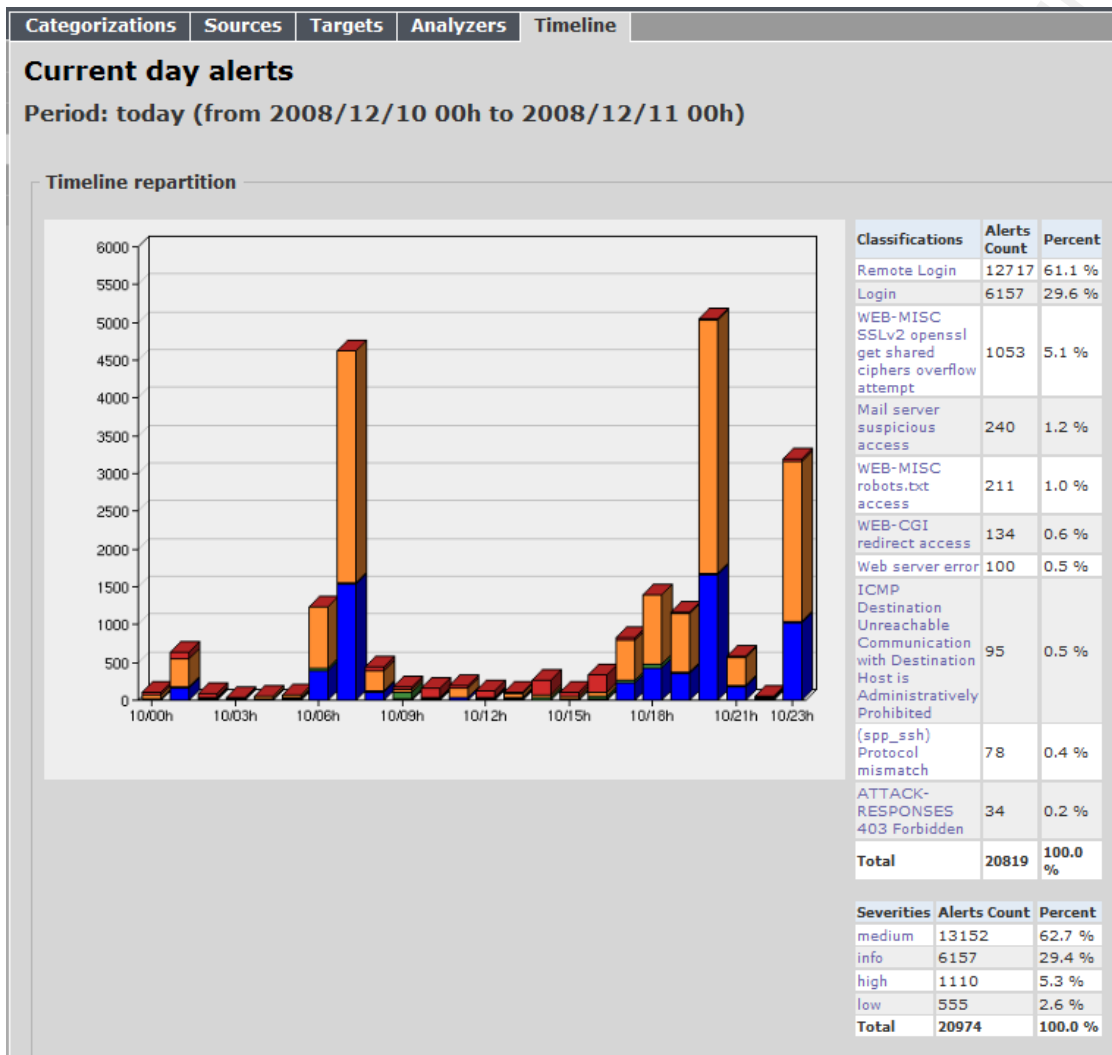 Categorizations Sources Targets Analyzers Timeline
Current day alerts
Period: today (from 2008/12/10 00h to 2008/12/11 00h)
Timeline repartition
6000
5500
5000
4500
4000
3500
3000
2500
2000
1500
1000
500
0
10/00h 10/03h 10/06h 10/09h 10/12h 10/15h 10/18h 10/21h 10/23h
Classifications Alerts Count Percent
Remote Login 12717 61.1 %
Login 6157 29.6 %
WEB-MISC
SSLv2 openssl
get shared
ciphers overflow
attempt
1053 5.1 %
Mail server
suspicious
access
240 1.2 %
WEB-MISC
robots.txt
access
211 1.0 %
WEB-CGI
redirect access
134 0.6 %
Web server error 100 0.5 %
ICMP
Destination
Unreachable
Communication
with Destination
Host is
Administratively
Prohibited
95 0.5 %
(spp_ssh)
Protocol
mismatch
78 0.4 %
ATTACK-
RESPONSES
403 Forbidden
34 0.2 %
Total 20819 100.0 %
Severities Alerts Count Percent
medium 13152 62.7 %
info 6157 29.4 %
high 1110 5.3 %
low 555 2.6 %
Total 20974 100.0 %